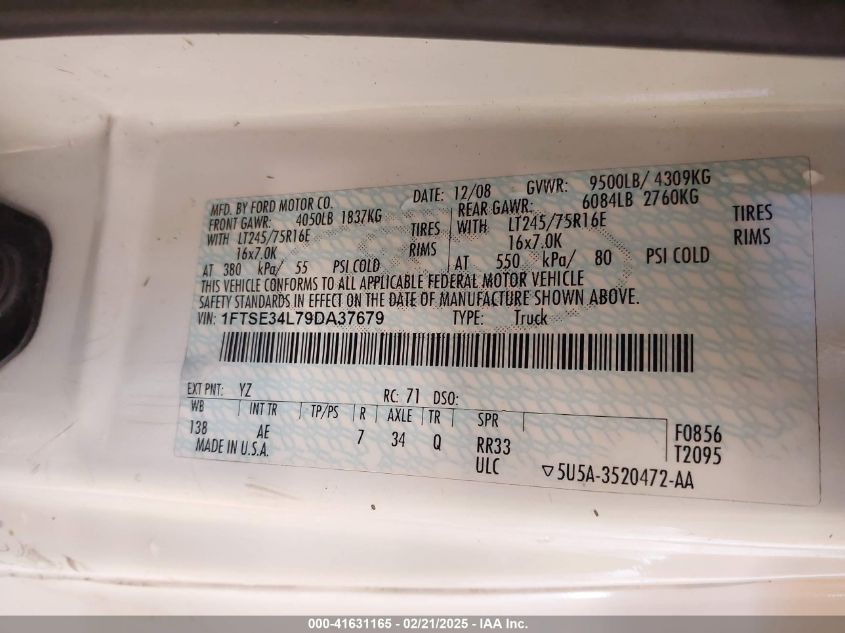 MFD. BY FORD MOTOR CO. DATE: 12/08 GVWR: 9500LB/ 4309KG
FRONT GAWR: 4050LB 1837KG REAR GAWR: 6084LB 2760KG
WITH LT245/75R16E TIRES WITH LT245/75R16E TIRES
16x7.0K RIMS 16x7.0K RIMS
AT 380 kPa/ 55 PSI COLD AT 550 kPa/ 80 PSI COLD
THIS VEHICLE CONFORMS TO ALL APPLICABLE FEDERAL MOTOR VEHICLE
SAFETY STANDARDS IN EFFECT ON THE DATE OF MANUFACTURE SHOWN ABOVE.
VIN: 1FTSE34L79DA37679 TYPE: Truck
EXT PNT: YZ RC: 71 DSO:
WB INT TR TP/PS R AXLE TR SPR
138 AE 7 34 Q RR33 F0856
MADE IN U.S.A. ULC ▽5U5A-3520472-AA T2095
000-41631165 - 02/21/2025 - IAA Inc.